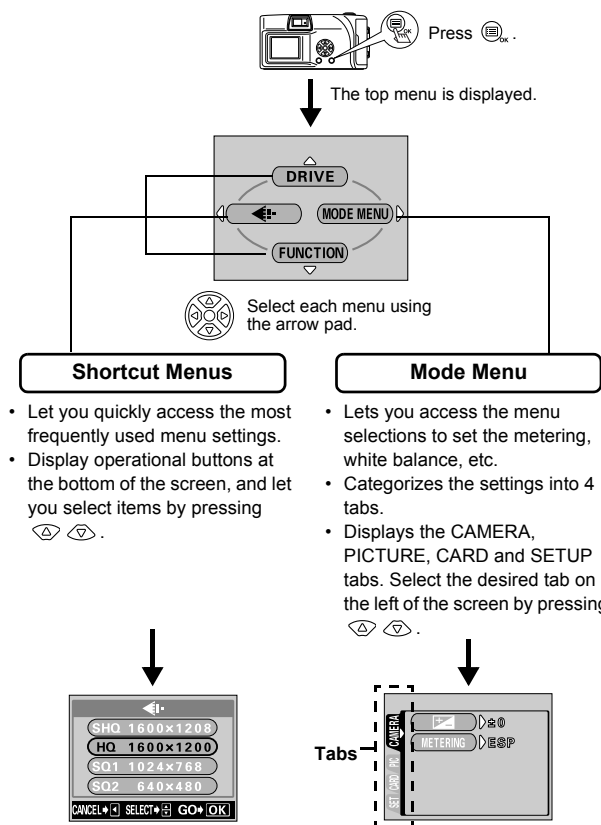 Press OK .
The top menu is displayed.
DRIVE
MODE MENU
FUNCTION
Select each menu using
the arrow pad.
Shortcut Menus
• Let you quickly access the most
frequently used menu settings.
• Display operational buttons at
the bottom of the screen, and let
you select items by pressing
.
Mode Menu
• Lets you access the menu
selections to set the metering,
white balance, etc.
• Categorizes the settings into 4
tabs.
• Displays the CAMERA,
PICTURE, CARD and SETUP
tabs. Select the desired tab on
the left of the screen by pressing
.
SHQ 1600×1208
HQ 1600×1200
SQ1 1024×768
SQ2 640×480
CANCEL SELECT GO OK
Tabs
CAMERA
PIC
CARD
SET
±0
METERING ESP